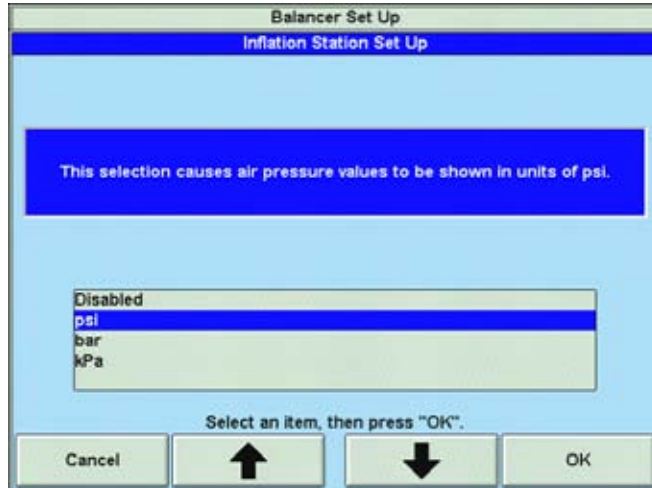 Balancer Set Up
Inflation Station Set Up
This selection causes air pressure values to be shown in units of psi.
Disabled
psi
bar
kPa
Select an item, then press "OK".
Cancel
OK